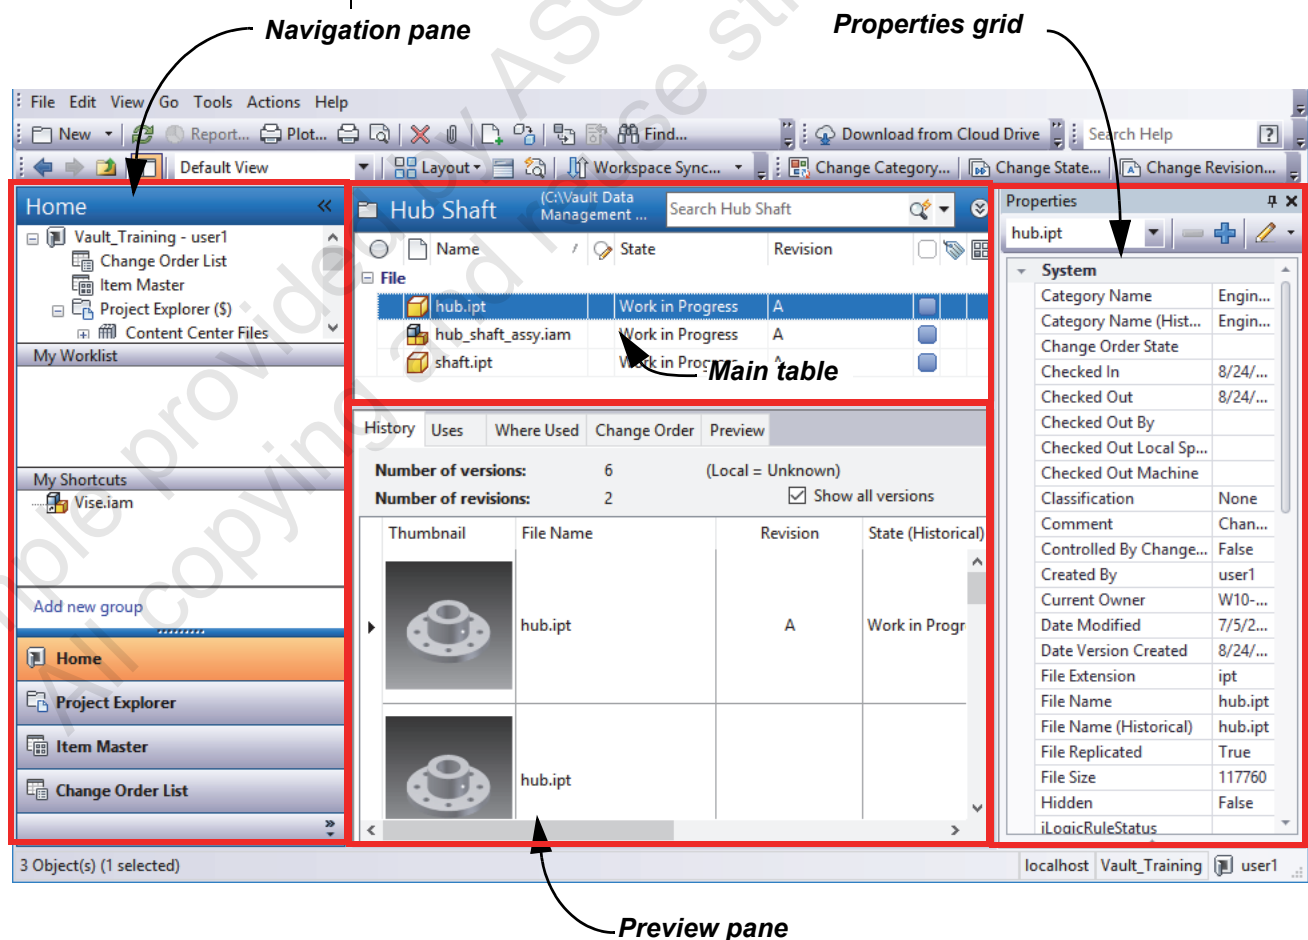 Navigation pane
Properties grid
File Edit View Go Tools Actions Help
New Report... Plot... Find... Download from Cloud Drive Search Help
Default View Layout Workspace Sync... Change Category... Change State... Change Revision...
Home
Vault_Training - user1
Change Order List
Item Master
Project Explorer ($)
Content Center Files
My Worklist
My Shortcuts
Vise.iam
Add new group
Home
Project Explorer
Item Master
Change Order List
Hub Shaft (C:\Vault Data
Management ... Search Hub Shaft
Name State Revision
File
hub.ipt Work in Progress A
hub_shaft_assy.iam Work in Progress A
shaft.ipt Work in Progress A
Main table
History Uses Where Used Change Order Preview
Number of versions: 6 (Local = Unknown)
Number of revisions: 2 Show all versions
Thumbnail File Name Revision State (Historical)
hub.ipt A Work in Progr
hub.ipt
Properties
hub.ipt
System
Category Name Engin...
Category Name (Hist... Engin...
Change Order State
Checked In 8/24/...
Checked Out 8/24/...
Checked Out By
Checked Out Local Sp...
Checked Out Machine
Classification None
Comment Chan...
Controlled By Change... False
Created By user1
Current Owner W10-...
Date Modified 7/5/2...
Date Version Created 8/24/...
File Extension ipt
File Name hub.ipt
File Name (Historical) hub.ipt
File Replicated True
File Size 117760
Hidden False
iLogicRuleStatus
3 Object(s) (1 selected) localhost Vault_Training user1
Preview pane